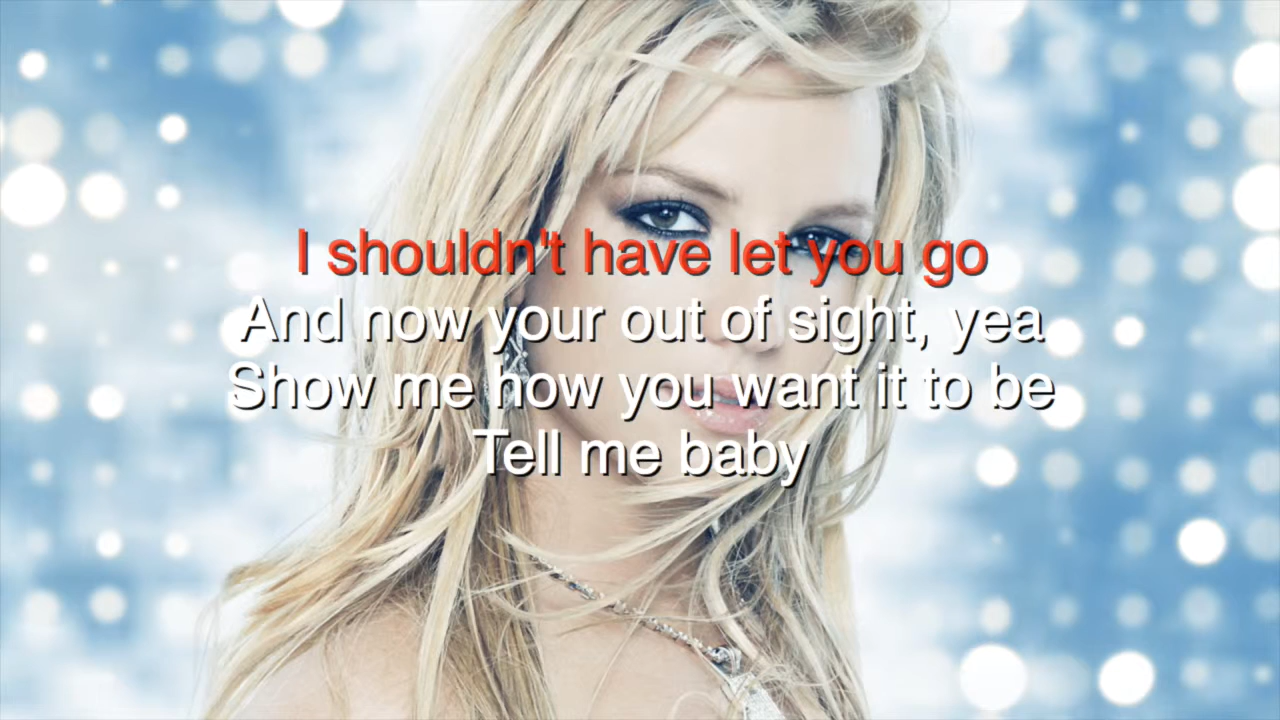 I shouldn't have let you go
And now your out of sight, yea
Show me how you want it to be
Tell me baby